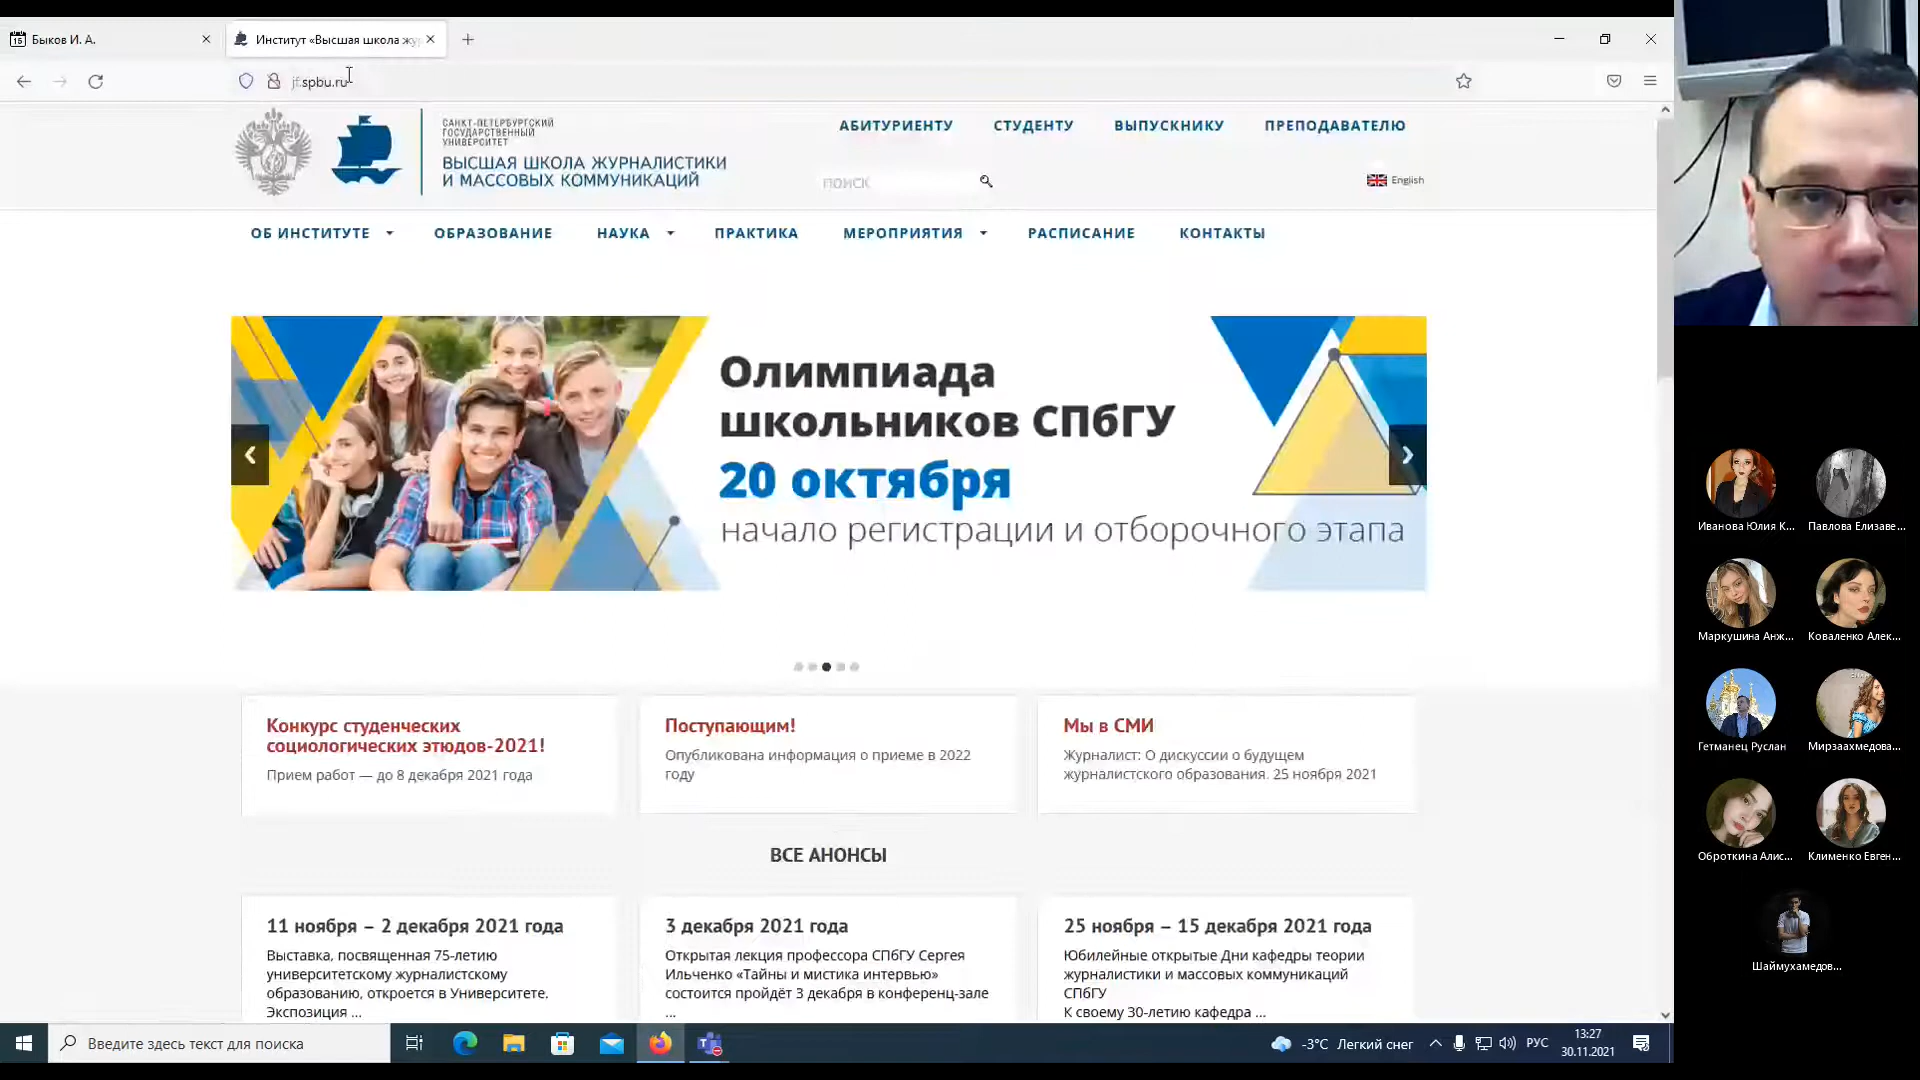 Быков И. А.
Институт «Высшая школа жу
jf.spbu.ru
САНКТ-ПЕТЕРБУРГСКИЙ
ГОСУДАРСТВЕННЫЙ
УНИВЕРСИТЕТ
ВЫСШАЯ ШКОЛА ЖУРНАЛИСТИКИ
И МАССОВЫХ КОММУНИКАЦИЙ
АБИТУРИЕНТУ СТУДЕНТУ ВЫПУСКНИКУ ПРЕПОДАВАТЕЛЮ
ПОИСК
English
ОБ ИНСТИТУТЕ ОБРАЗОВАНИЕ НАУКА ПРАКТИКА МЕРОПРИЯТИЯ РАСПИСАНИЕ КОНТАКТЫ
Олимпиада
школьников СПбГУ
20 октября
начало регистрации и отборочного этапа
Конкурс студенческих
социологических этюдов-2021!
Прием работ — до 8 декабря 2021 года
Поступающим!
Опубликована информация о приеме в 2022
году
Мы в СМИ
Журналист: О дискуссии о будущем
журналистского образования. 25 ноября 2021
ВСЕ АНОНСЫ
11 ноября – 2 декабря 2021 года
Выставка, посвященная 75-летию
университетскому журналистскому
образованию, откроется в Университете.
Экспозиция ...
3 декабря 2021 года
Открытая лекция профессора СПбГУ Сергея
Ильченко «Тайны и мистика интервью»
состоится пройдёт 3 декабря в конференц-зале
...
25 ноября – 15 декабря 2021 года
Юбилейные открытые Дни кафедры теории
журналистики и массовых коммуникаций
СПбГУ
К своему 30-летию кафедра ...
Введите здесь текст для поиска
-3°C Легкий снег
РУС
13:27
30.11.2021
Иванова Юлия К...
Павлова Елизаве...
Маркушина Анж...
Коваленко Алек...
Гетманец Руслан
Мирзаахмедова...
Оброткина Алис...
Клименко Евген...
Шаймухамедов...